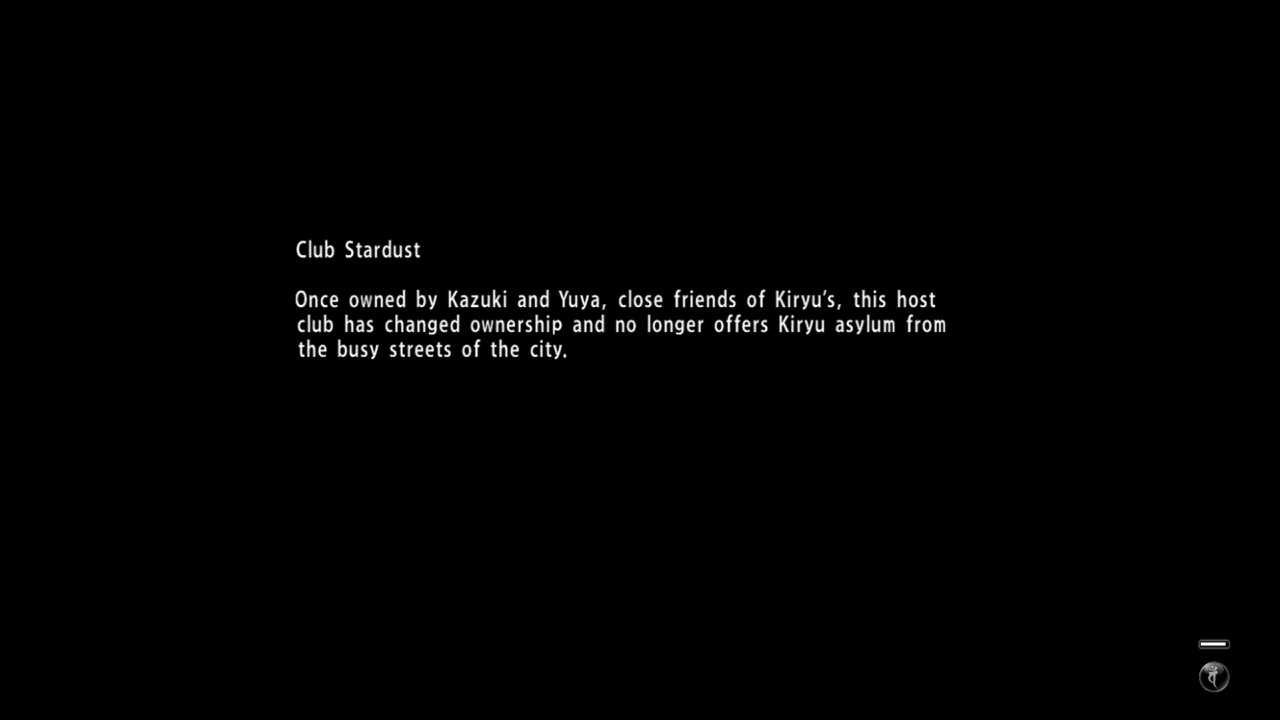 Club Stardust
Once owned by Kazuki and Yuya, close friends of Kiryu's, this host
club has changed ownership and no longer offers Kiryu asylum from
the busy streets of the city.